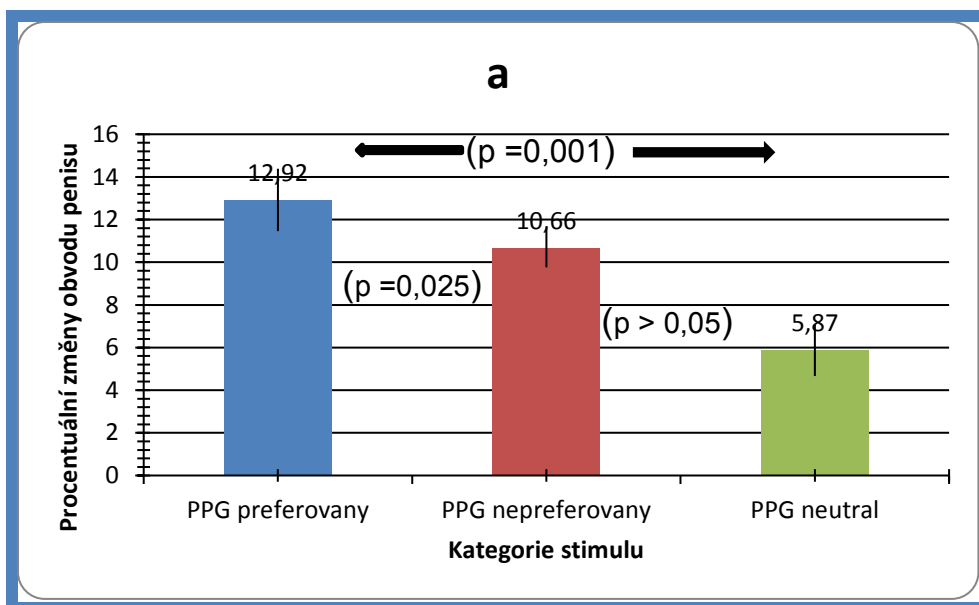 a
16
14
12
10
8
6
4
2
0
Procentuální změny obvodu penisu
(p =0,001)
12,92
10,66
(p =0,025)
(p > 0,05)
5,87
PPG preferovany
PPG nepreferovany
PPG neutral
Kategorie stimulu